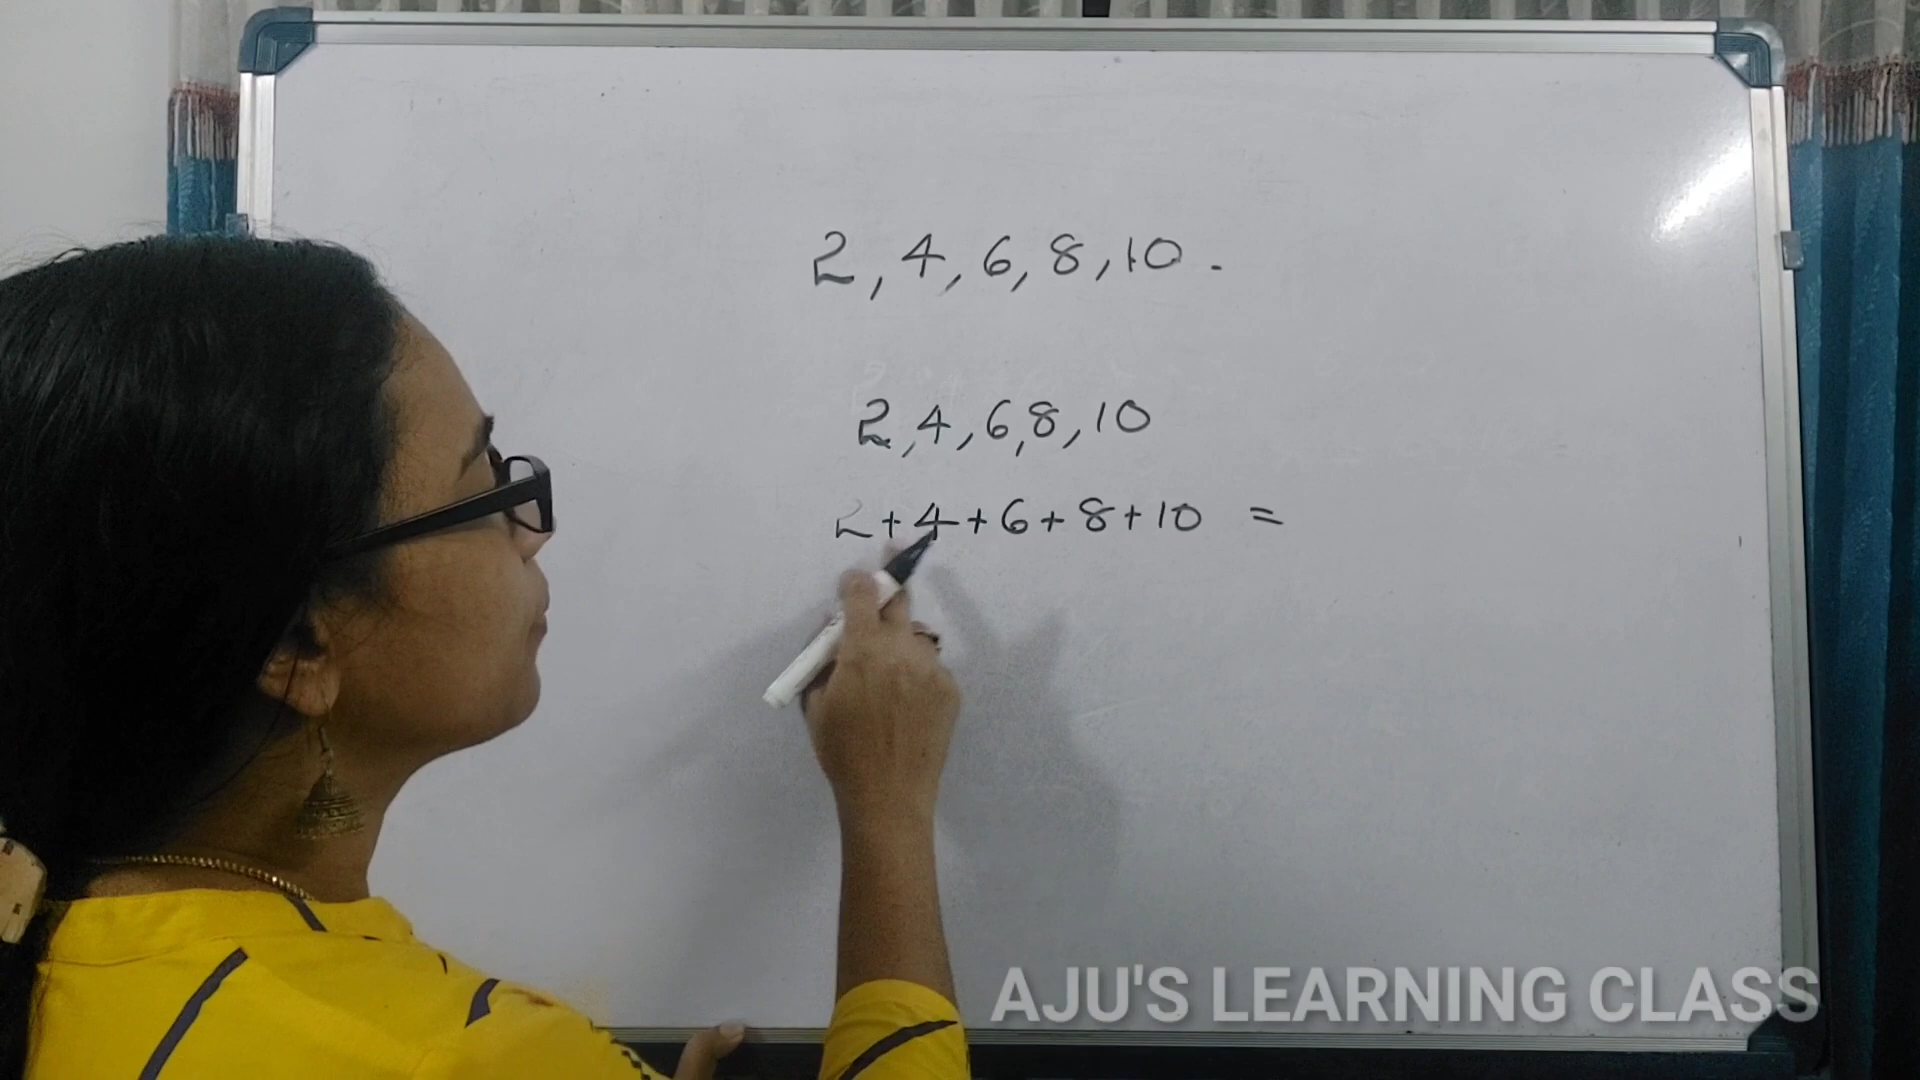 2, 4, 6, 8, 10.
2, 4, 6, 8, 10
2+4+6+8+10 =
AJU'S LEARNING CLASS